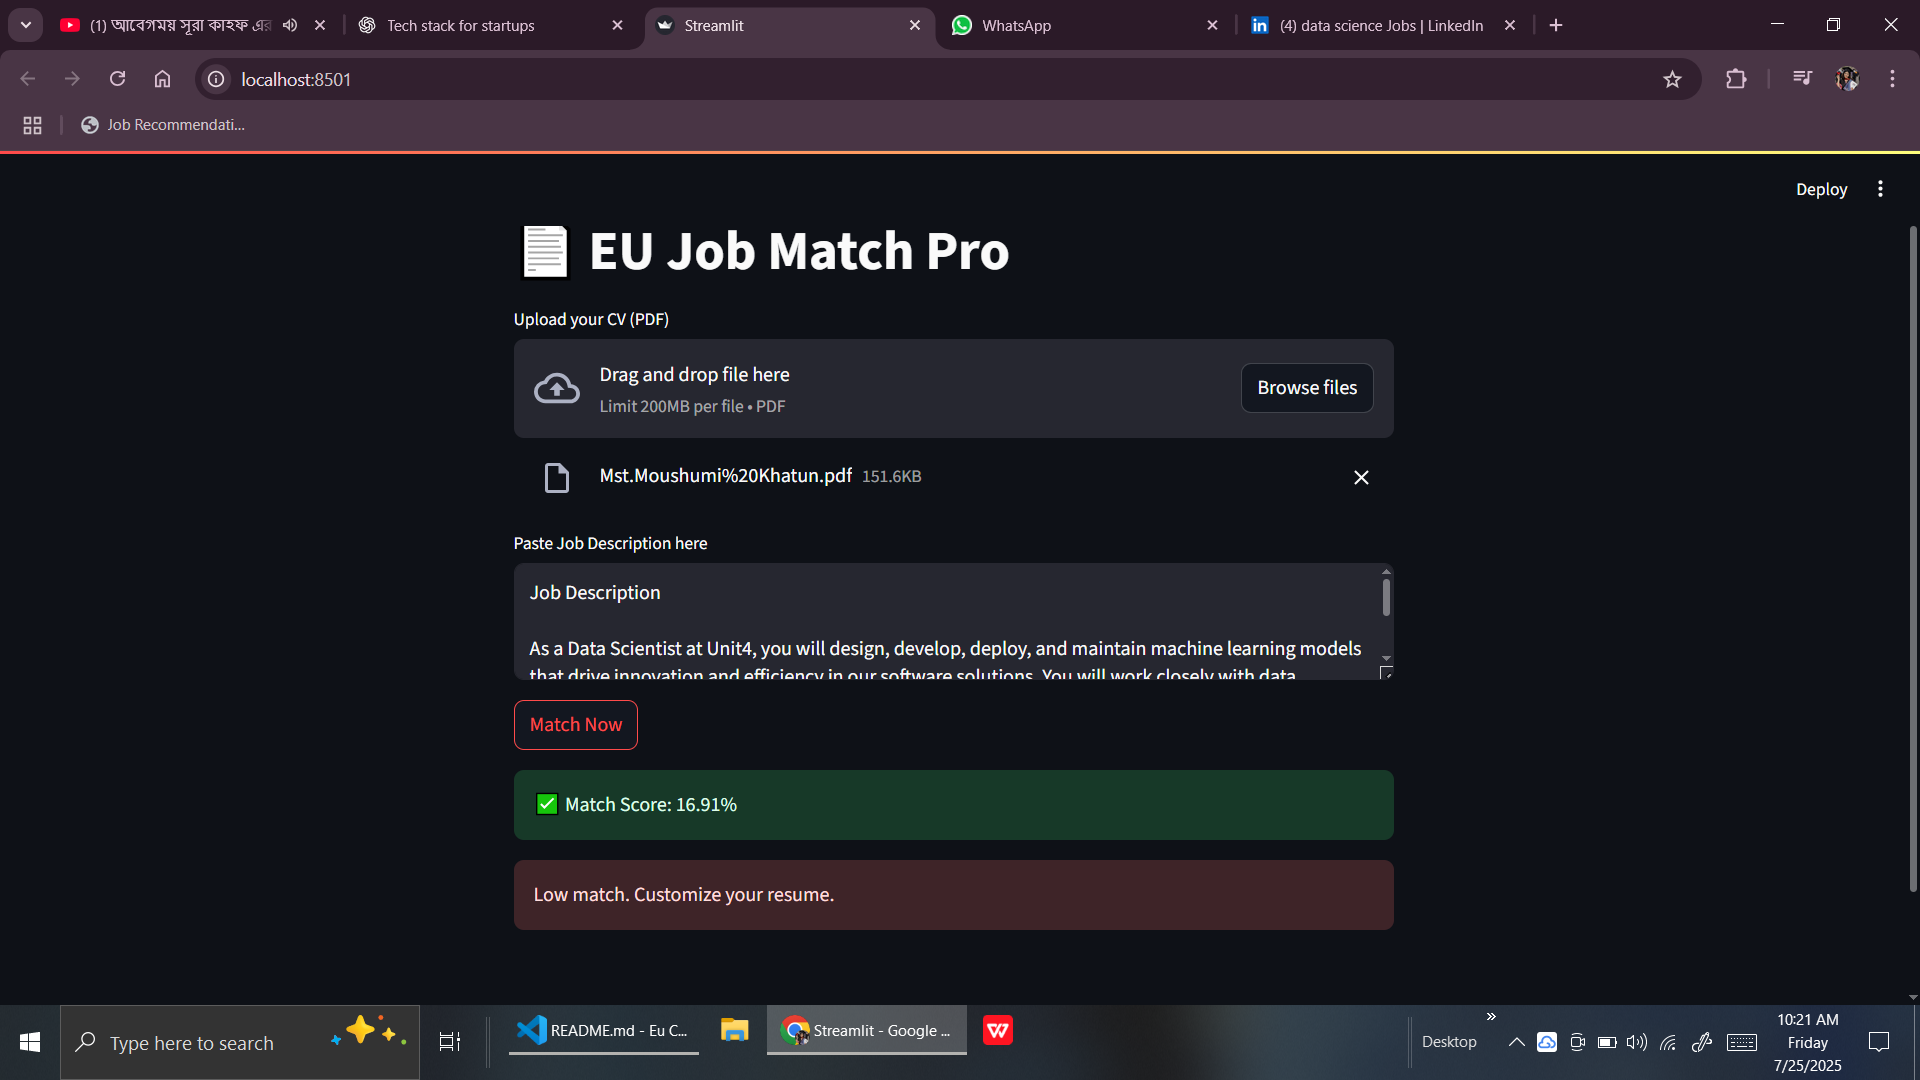 (1) আবেগময় সূরা কাহফ এর
Tech stack for startups
Streamlit
WhatsApp
(4) data science Jobs | LinkedIn
localhost:8501
Job Recommendati...
Deploy
EU Job Match Pro
Upload your CV (PDF)
Drag and drop file here
Limit 200MB per file • PDF
Browse files
Mst.Moushumi%20Khatun.pdf 151.6KB
Paste Job Description here
Job Description
As a Data Scientist at Unit4, you will design, develop, deploy, and maintain machine learning models
that drive innovation and efficiency in our software solutions. You will work closely with data
Match Now
Match Score: 16.91%
Low match. Customize your resume.
Type here to search
README.md - Eu C...
Streamlit - Google ...
Desktop
10:21 AM
Friday
7/25/2025